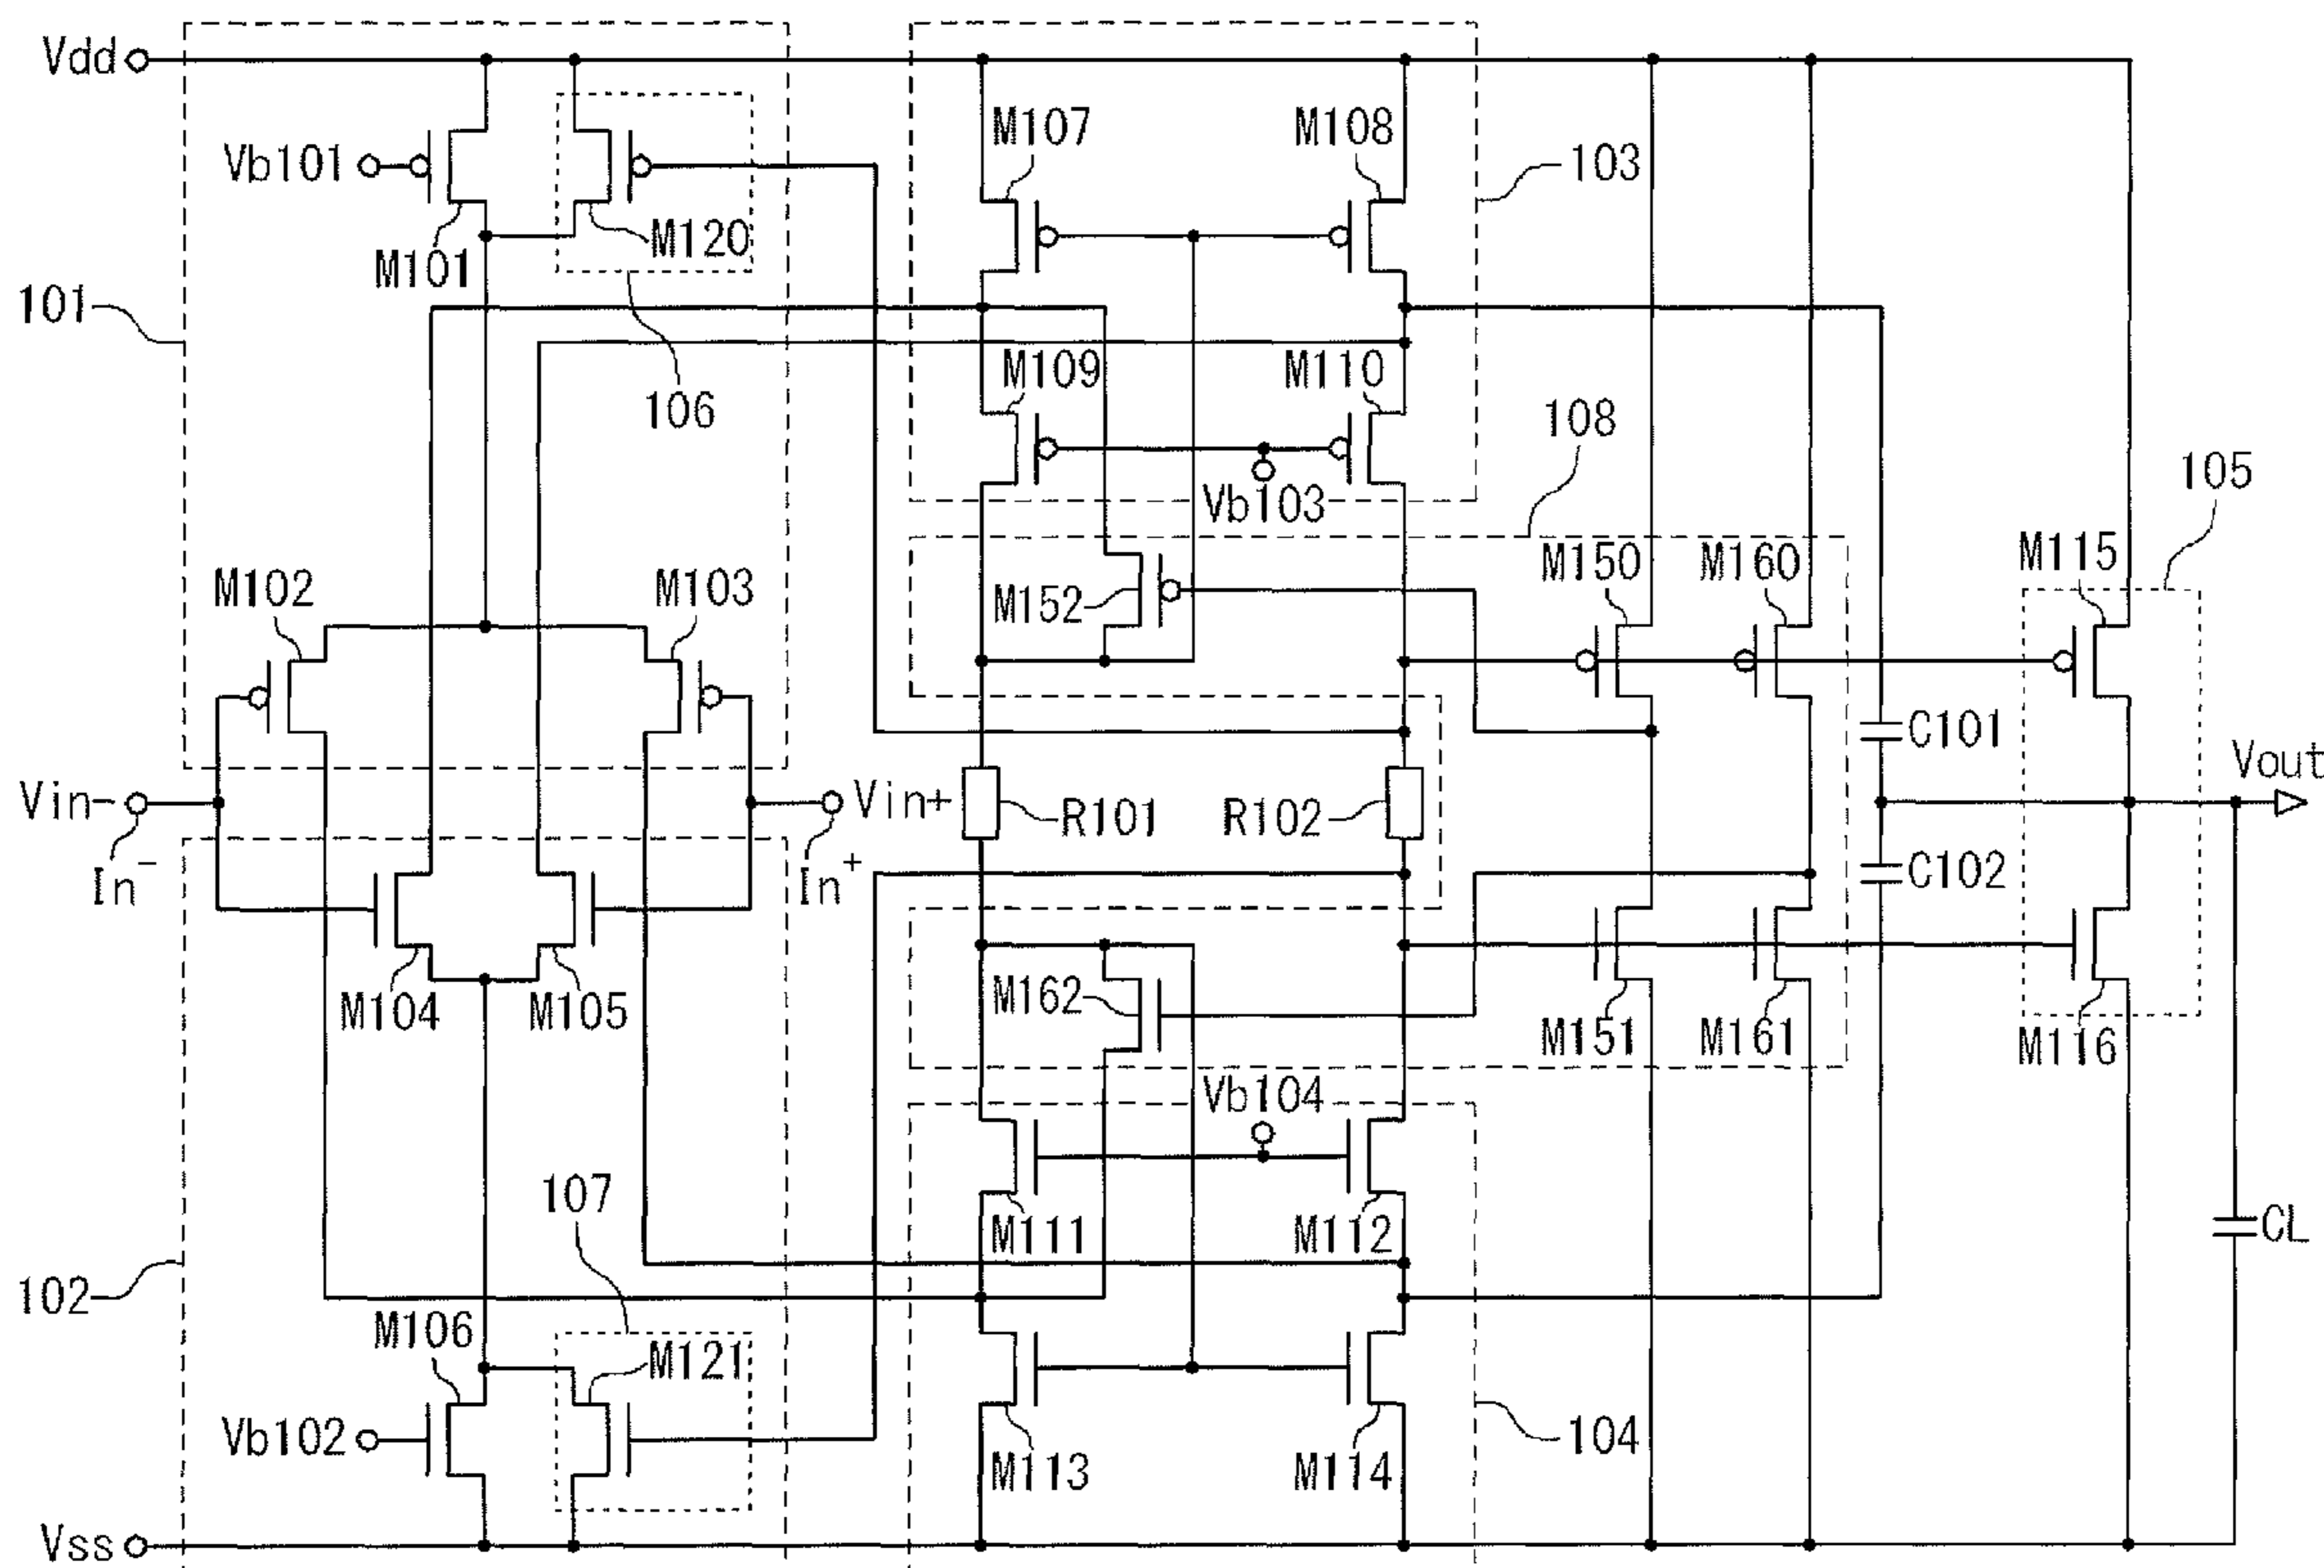 Vdd
M107
M108
Vb101
103
M120
M101
101
M109
M110
106
108
105
Vb103
M150
M160
M115
M102
M103
M152
C101
Vout
Vin-
Vin+
R101
R102
In-
In+
C102
M104
M105
M162
M151
M161
M116
Vb104
107
M111
M112
CL
102
M106
M121
Vb102
M113
M114
104
Vss